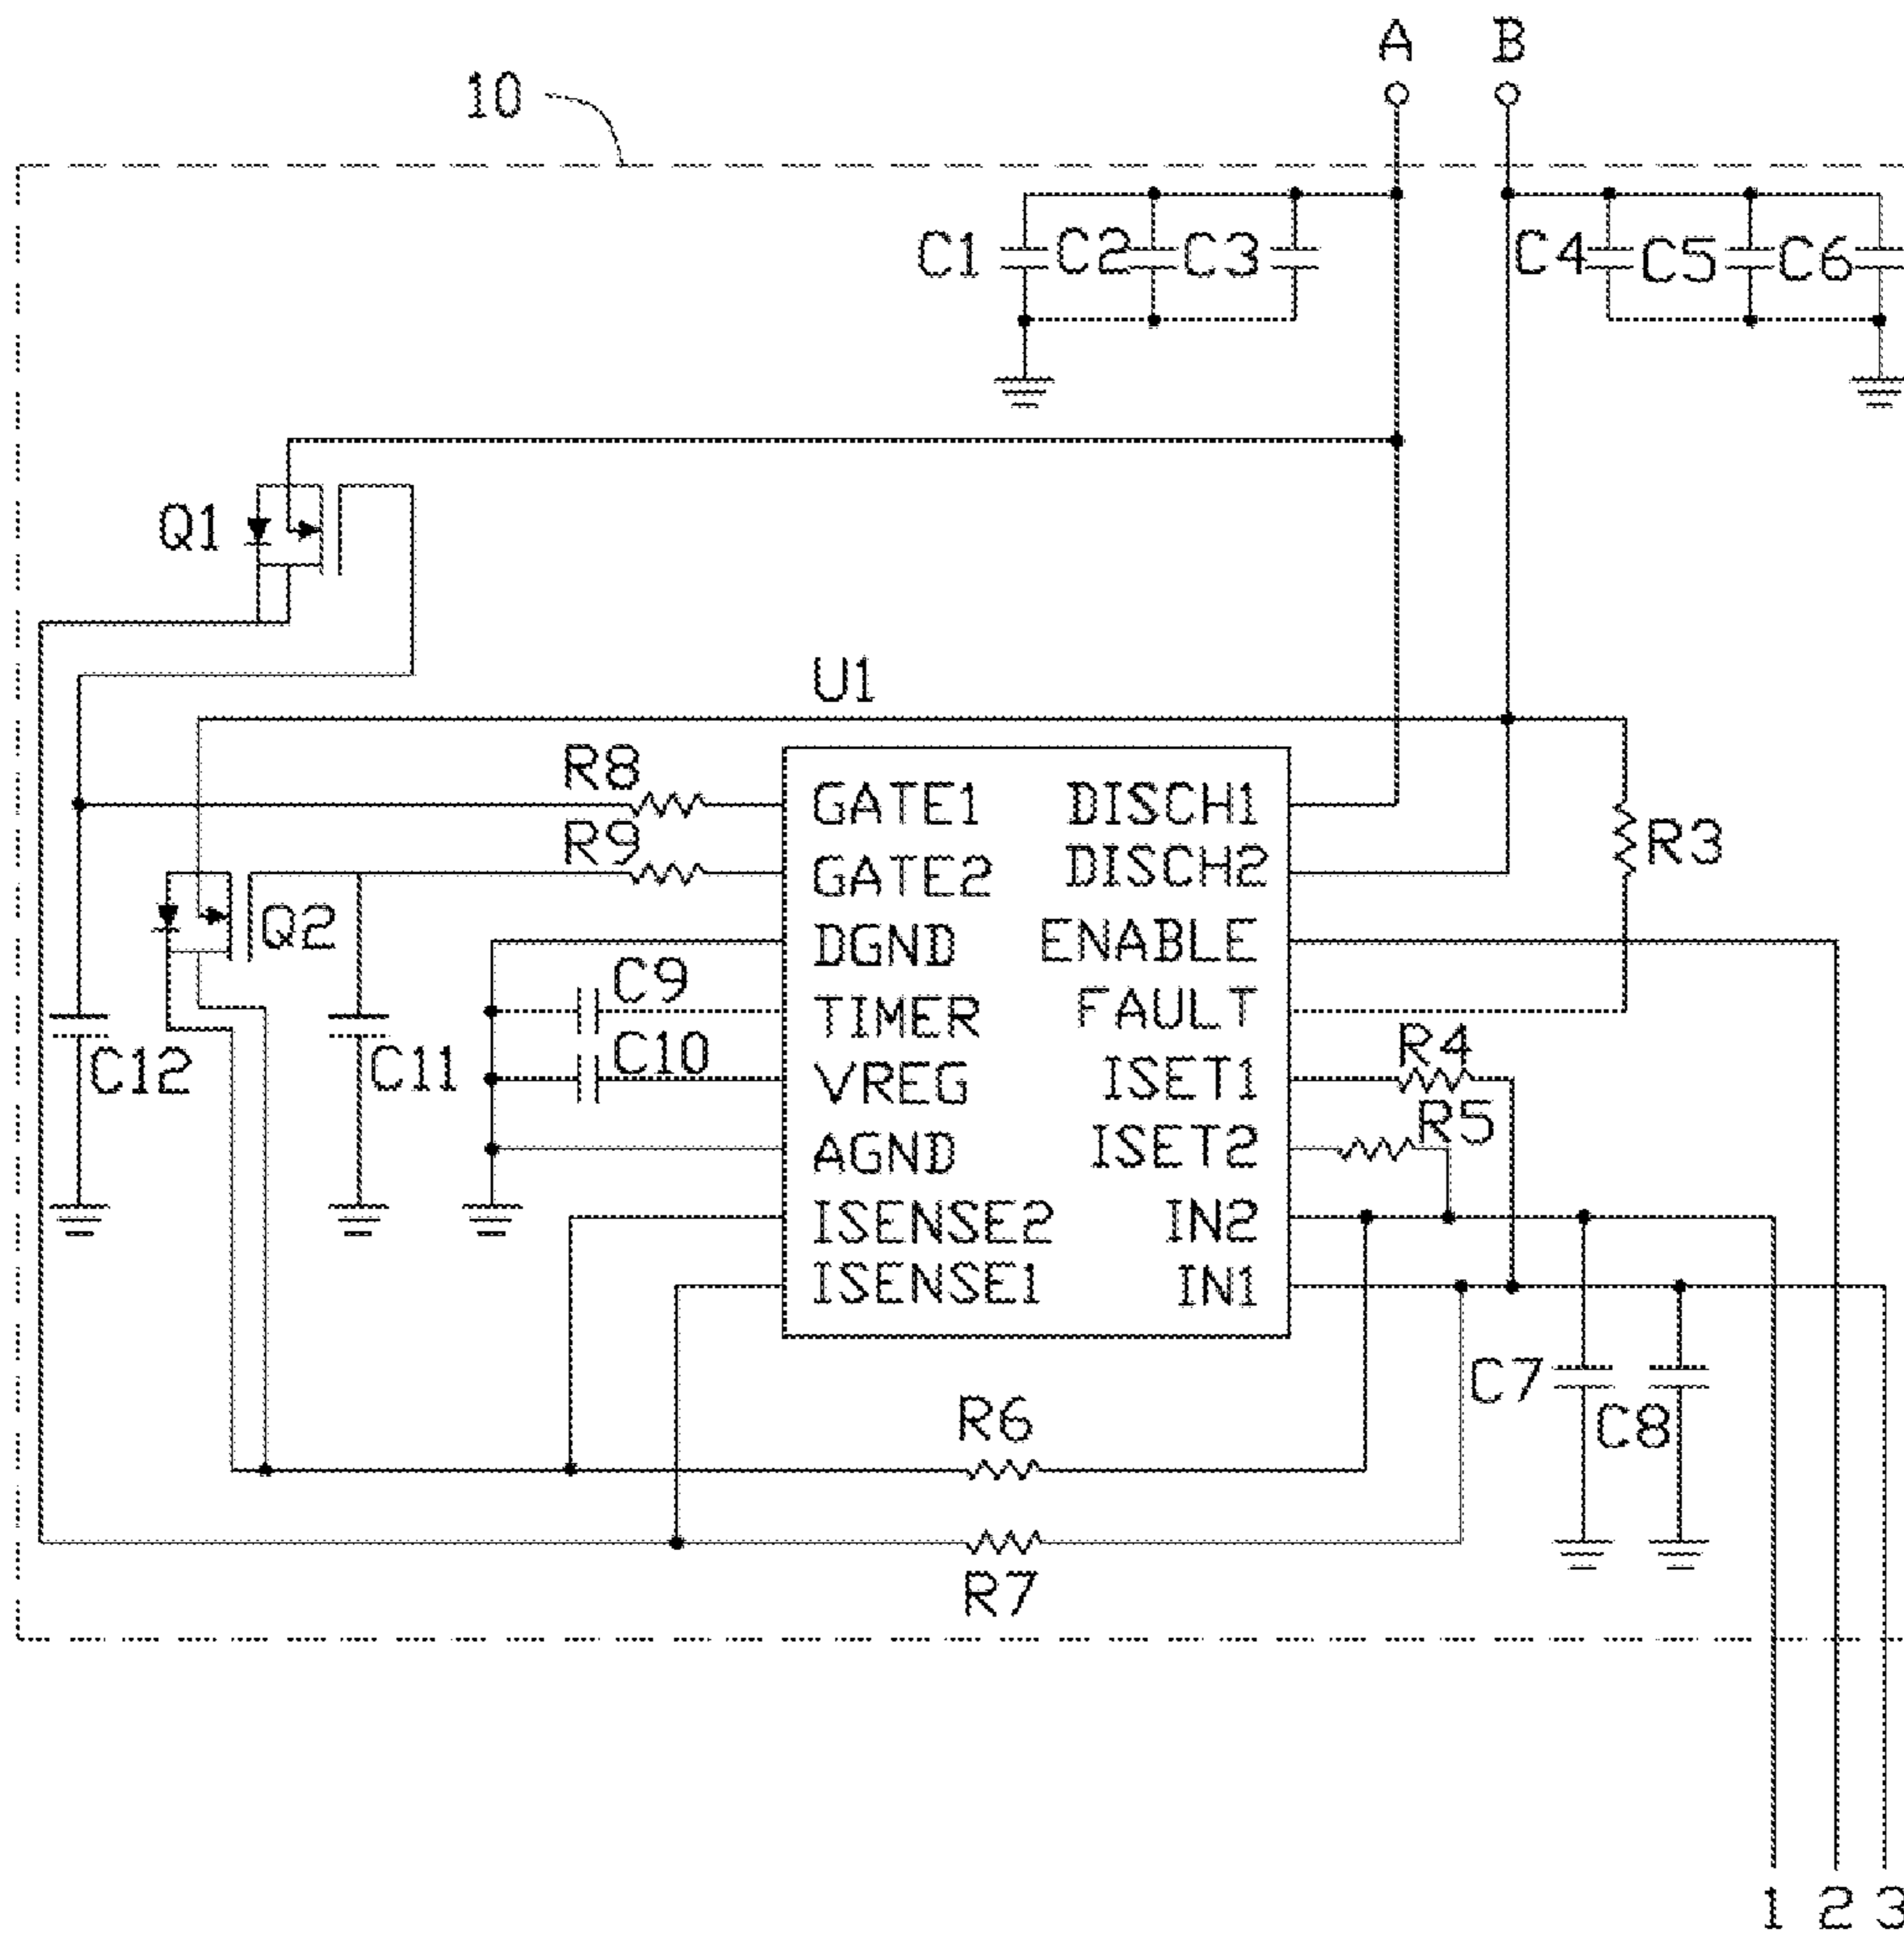 A B
10
C1 C2 C3 C4 C5 C6
Q1
U1
R8
GATE1 DISCH1
R3
R9
GATE2 DISCH2
Q2
DGND ENABLE
C9
TIMER FAULT
C10
R4
C12 C11
VREG ISET1
R5
AGND ISET2
ISENSE2 IN2
ISENSE1 IN1
C7
R6
C8
R7
1 2 3